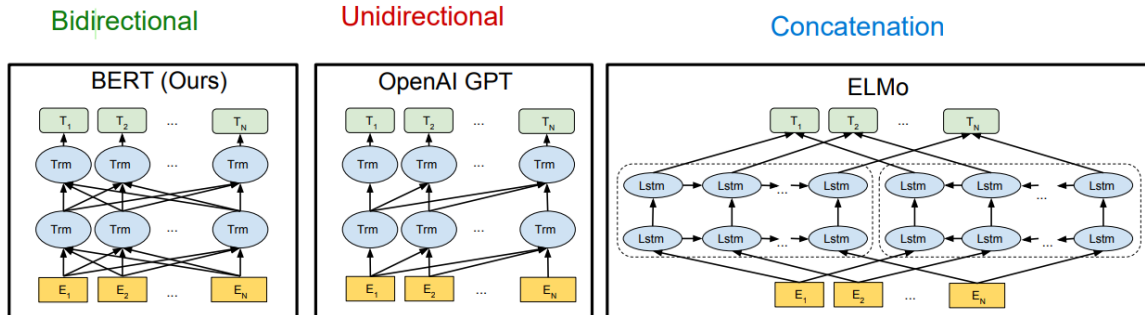 Bidirectional
Unidirectional
Concatenation
BERT (Ours)
OpenAI GPT
ELMo
T1 T2 ... TN
Trm Trm ... Trm
Trm Trm ... Trm
E1 E2 ... EN
T1 T2 ... TN
Trm Trm ... Trm
Trm Trm ... Trm
E1 E2 ... EN
T1 T2 ... TN
Lstm Lstm ... Lstm Lstm Lstm ... Lstm
Lstm Lstm ... Lstm Lstm Lstm ... Lstm
E1 E2 ... EN